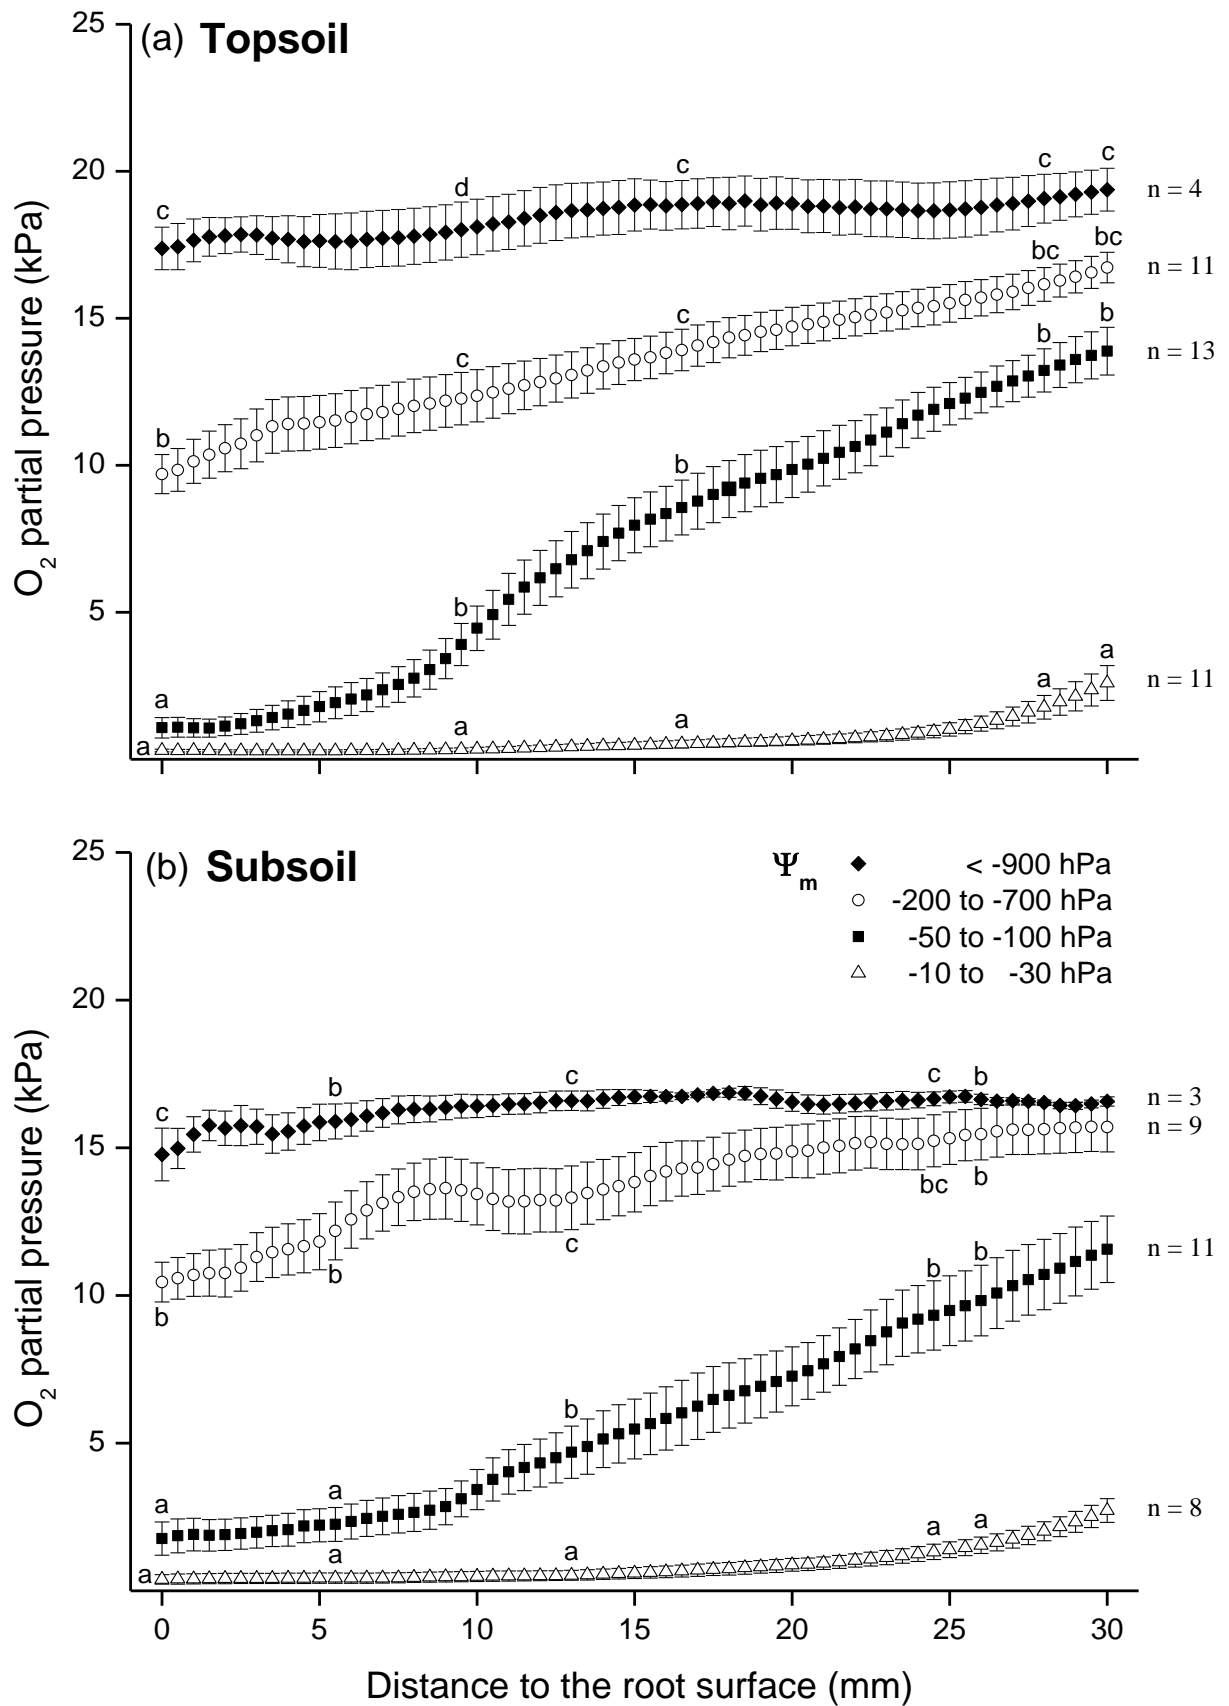 25
(a) Topsoil
20
15
10
5
O2 partial pressure (kPa)
c
d
c
c
c
n = 4
b
c
c
bc
bc
n = 11
a
b
b
b
b
n = 13
a
a
a
a
a
n = 11
25
(b) Subsoil
20
15
10
5
O2 partial pressure (kPa)
Ψm
< -900 hPa
-200 to -700 hPa
-50 to -100 hPa
-10 to -30 hPa
c
b
c
c
b
n = 3
b
b
c
bc
b
n = 9
a
a
b
b
b
n = 11
a
a
a
a
a
n = 8
0 5 10 15 20 25 30
Distance to the root surface (mm)